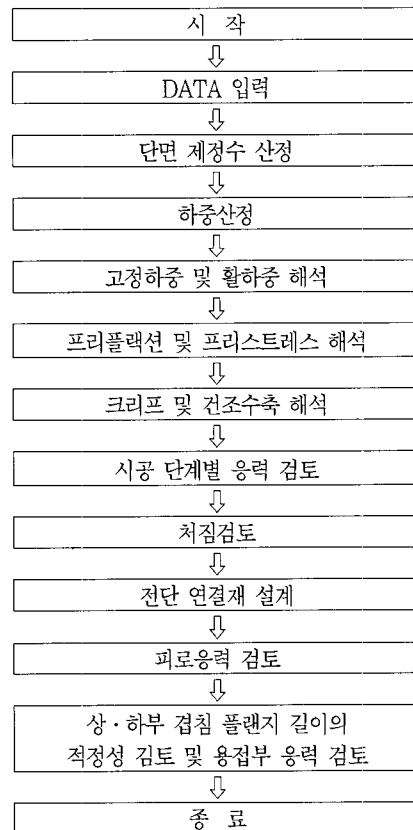 시 작
DATA 입력
단면 제정수 산정
하중산정
고정하중 및 활하중 해석
프리플랙션 및 프리스트레스 해석
크리프 및 건조수축 해석
시공 단계별 응력 검토
처짐검토
전단 연결재 설계
피로응력 검토
상·하부 겹침 플랜지 길이의
적정성 김토 및 용접부 응력 검토
종 료